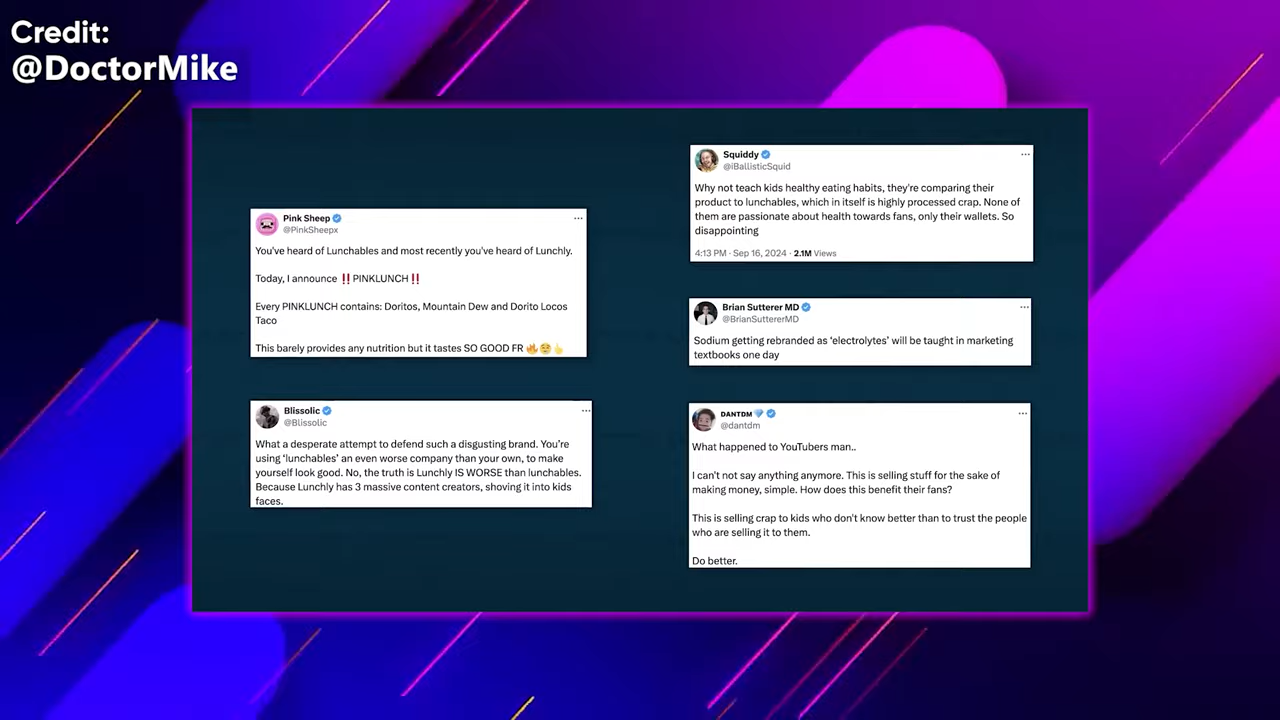 Credit:
@DoctorMike
Pink Sheep
@PinkSheepx
You've heard of Lunchables and most recently you've heard of Lunchly.
Today, I announce ‼️PINKLUNCH‼️
Every PINKLUNCH contains: Doritos, Mountain Dew and Dorito Locos
Taco
This barely provides any nutrition but it tastes SO GOOD FR 🔥😋👆
Blissolic
@Blissolic
What a desperate attempt to defend such a disgusting brand. You're
using 'lunchables' an even worse company than your own, to make
yourself look good. No, the truth is Lunchly IS WORSE than lunchables.
Because Lunchly has 3 massive content creators, shoving it into kids
faces.
Squiddy
@iBallisticSquid
Why not teach kids healthy eating habits, they're comparing their
product to lunchables, which in itself is highly processed crap. None of
them are passionate about health towards fans, only their wallets. So
disappointing
4:13 PM · Sep 16, 2024 · 2.1M Views
Brian Sutterer MD
@BrianSuttererMD
Sodium getting rebranded as 'electrolytes' will be taught in marketing
textbooks one day
DANTDM💎
@dantdm
What happened to YouTubers man..
I can't not say anything anymore. This is selling stuff for the sake of
making money, simple. How does this benefit their fans?
This is selling crap to kids who don't know better than to trust the people
who are selling it to them.
Do better.